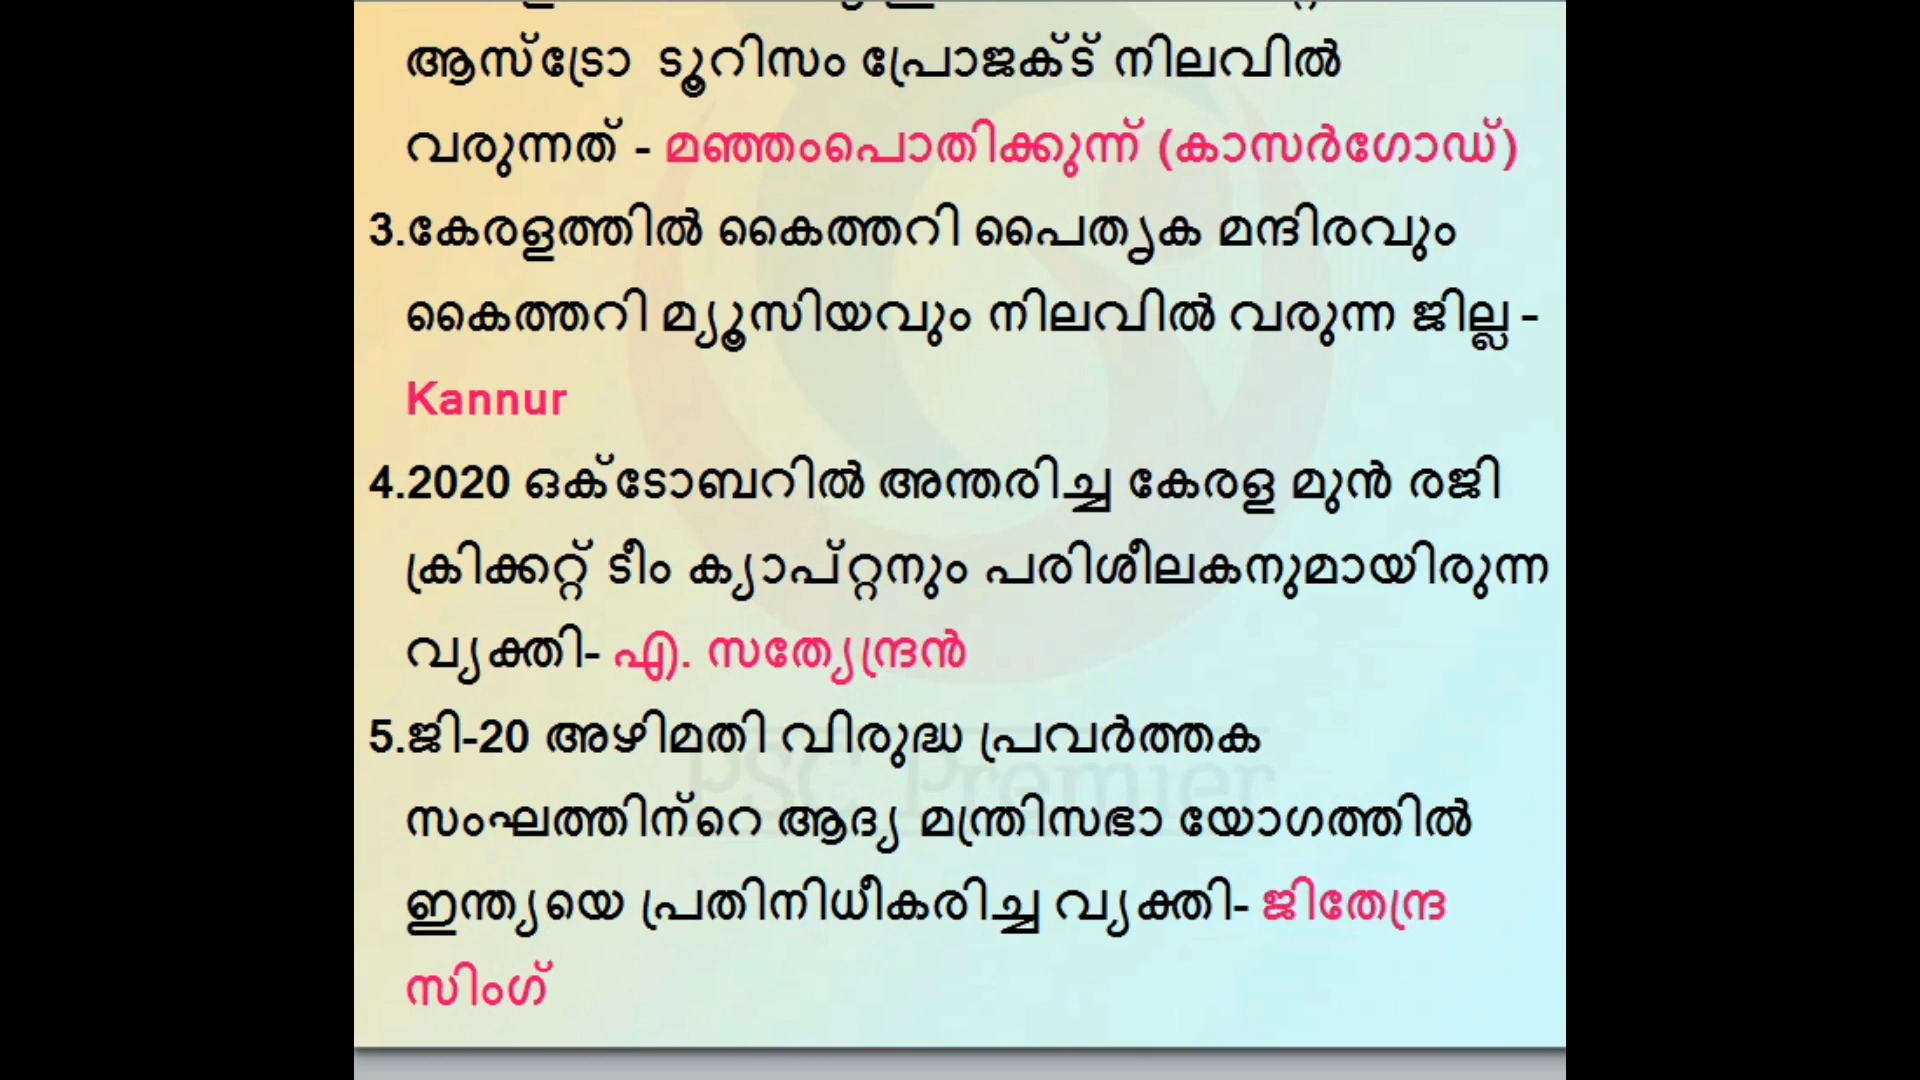 ആസ്ട്രോ ടൂറിസം പ്രോജക്ട് നിലവിൽ
വരുന്നത് - മഞ്ഞംപൊതിക്കുന്ന് (കാസർഗോഡ്)
3.കേരളത്തിൽ കൈത്തറി പൈതൃക മന്ദിരവും
കൈത്തറി മ്യൂസിയവും നിലവിൽ വരുന്ന ജില്ല -
Kannur
4.2020 ഒക്ടോബറിൽ അന്തരിച്ച കേരള മുൻ രജി
ക്രിക്കറ്റ് ടീം ക്യാപ്റ്റനും പരിശീലകനുമായിരുന്ന
വ്യക്തി- എ. സത്യേന്ദ്രൻ
5.ജി-20 അഴിമതി വിരുദ്ധ പ്രവർത്തക
സംഘത്തിന്റെ ആദ്യ മന്ത്രിസഭാ യോഗത്തിൽ
ഇന്ത്യയെ പ്രതിനിധീകരിച്ച വ്യക്തി- ജിതേന്ദ്ര
സിംഗ്
PSC Premier